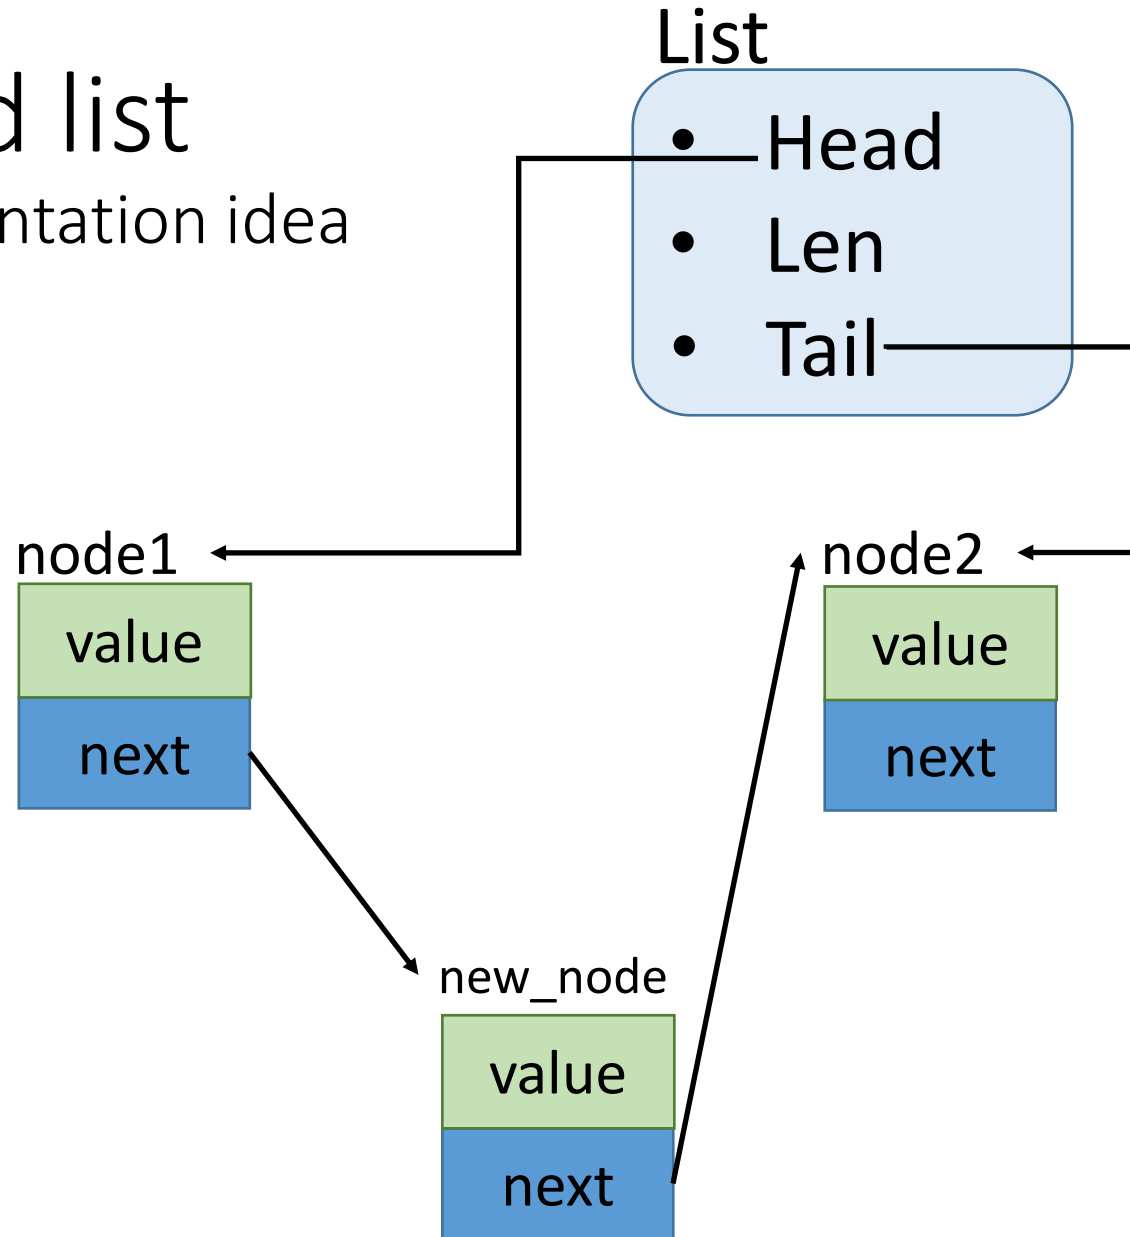 List
d list
ntation idea
• Head
• Len
• Tail
node1
value
next
node2
value
next
new_node
value
next